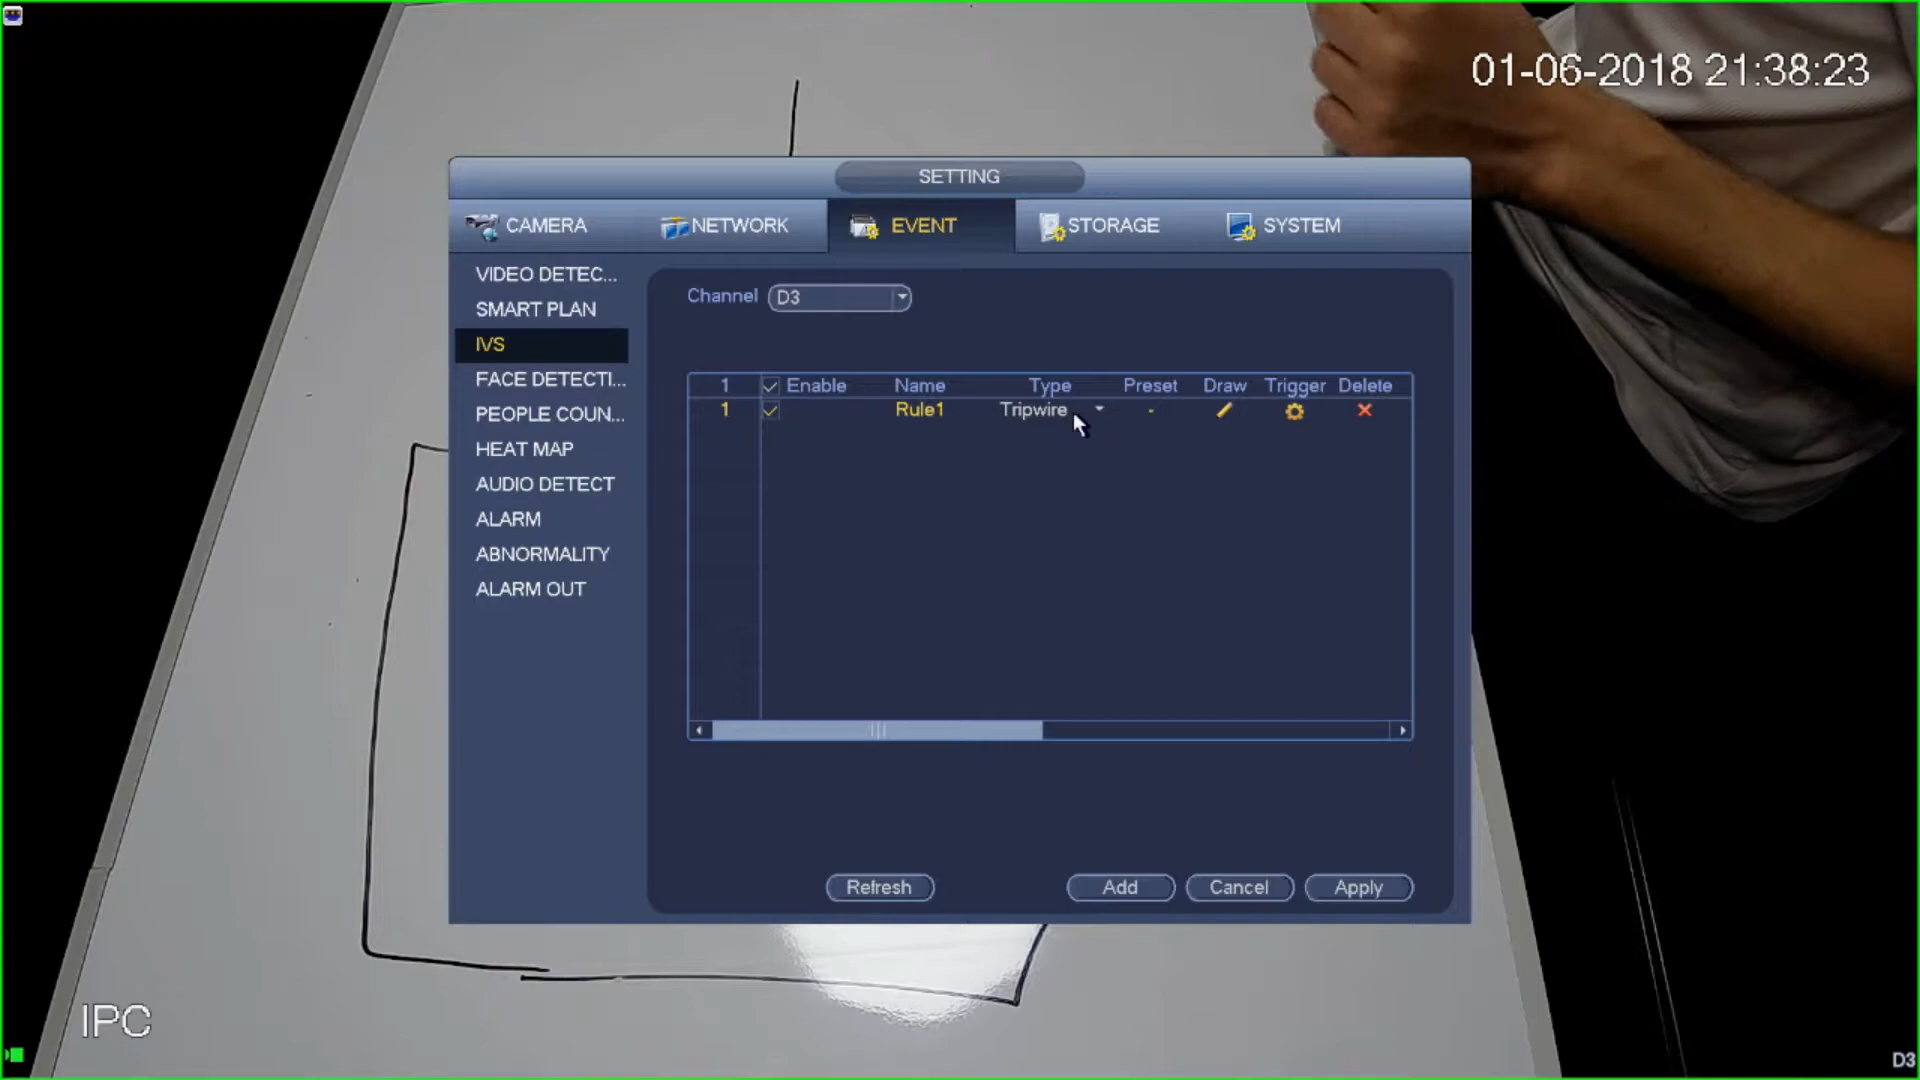 01-06-2018 21:38:23
SETTING
CAMERA NETWORK EVENT STORAGE SYSTEM
VIDEO DETEC...
SMART PLAN
IVS
FACE DETECTI...
PEOPLE COUN...
HEAT MAP
AUDIO DETECT
ALARM
ABNORMALITY
ALARM OUT
Channel D3
1 Enable Name Type Preset Draw Trigger Delete
1 Rule1 Tripwire -
Refresh Add Cancel Apply
IPC
D3